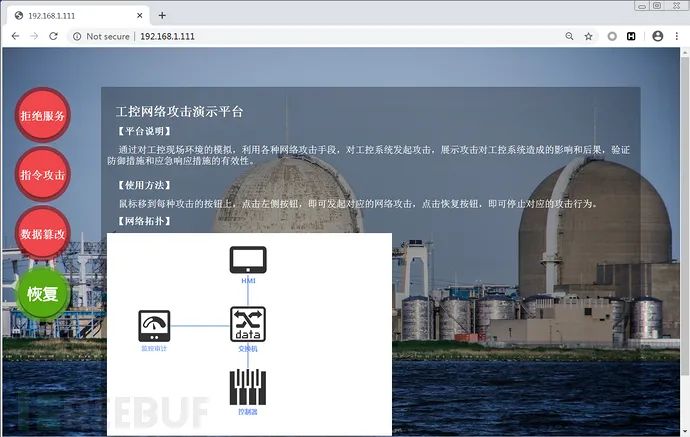 192.168.1.111
Not secure | 192.168.1.111
工控网络攻击演示平台
【平台说明】
通过对工控现场环境的模拟，利用各种网络攻击手段，对工控系统发起攻击，展示攻击对工控系统造成的影响和后果，验证
防御措施和应急响应措施的有效性。
【使用方法】
鼠标移到每种攻击的按钮上，点击左侧按钮，即可发起对应的网络攻击，点击恢复按钮，即可停止对应的攻击行为。
【网络拓扑】
拒绝服务
指令攻击
数据篡改
恢复
HMI
监控审计
data
交换机
控制器